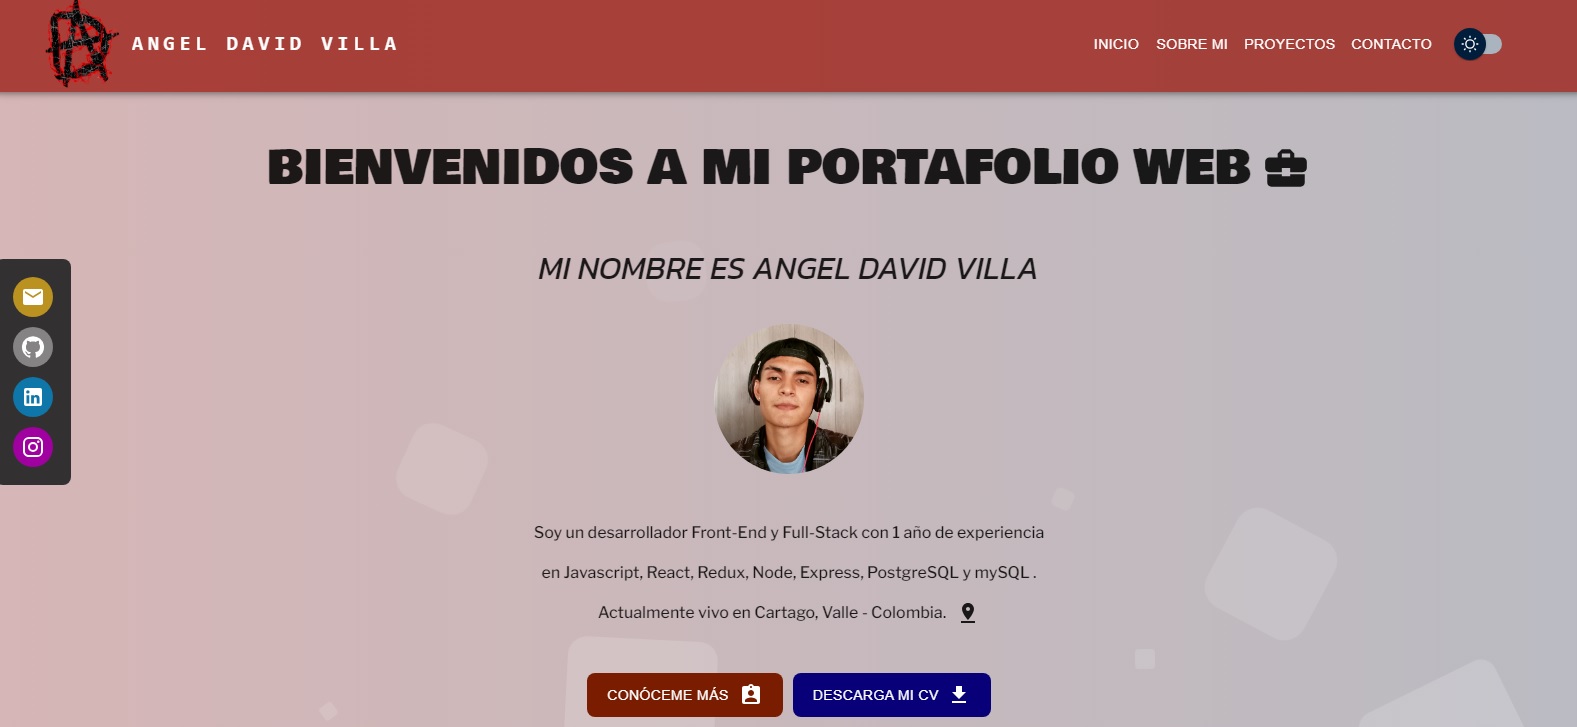 ANGEL DAVID VILLA
INICIO SOBRE MI PROYECTOS CONTACTO
BIENVENIDOS A MI PORTAFOLIO WEB
MI NOMBRE ES ANGEL DAVID VILLA
Soy un desarrollador Front-End y Full-Stack con 1 año de experiencia
en Javascript, React, Redux, Node, Express, PostgreSQL y mySQL .
Actualmente vivo en Cartago, Valle - Colombia.
CONÓCEME MÁS
DESCARGA MI CV